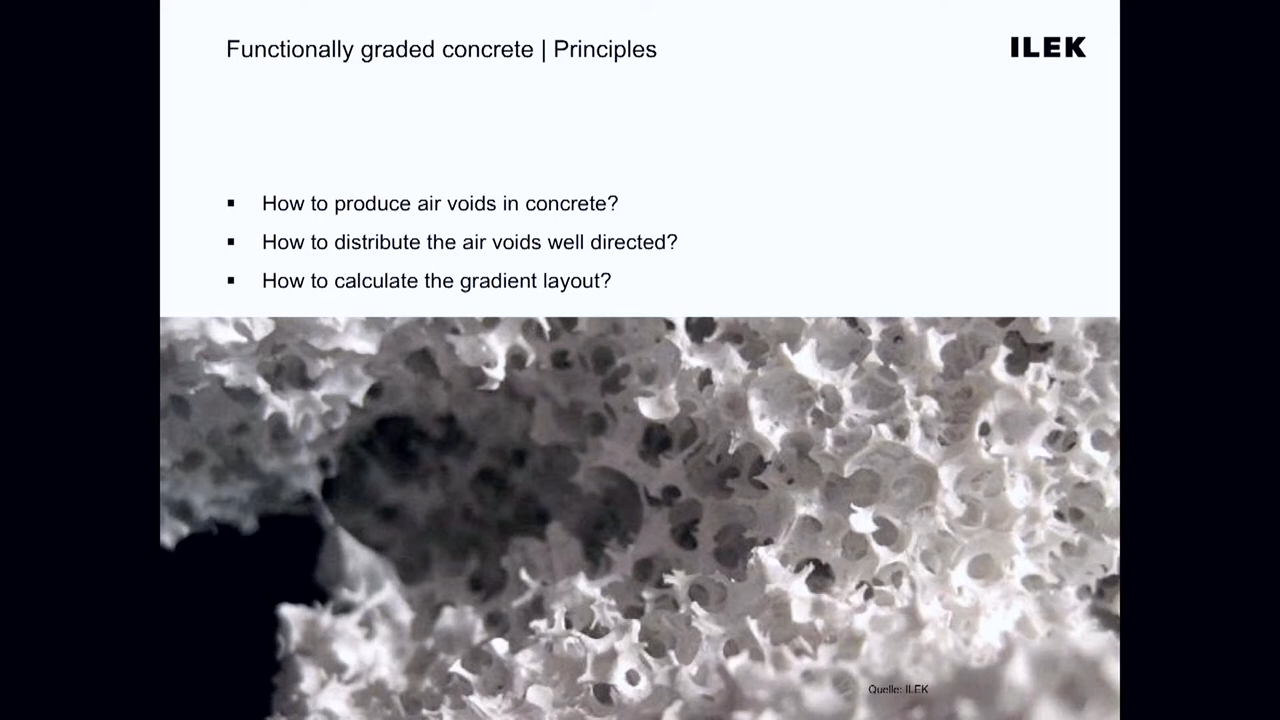 Functionally graded concrete | Principles
ILEK
▪ How to produce air voids in concrete?
▪ How to distribute the air voids well directed?
▪ How to calculate the gradient layout?
Quelle: ILEK